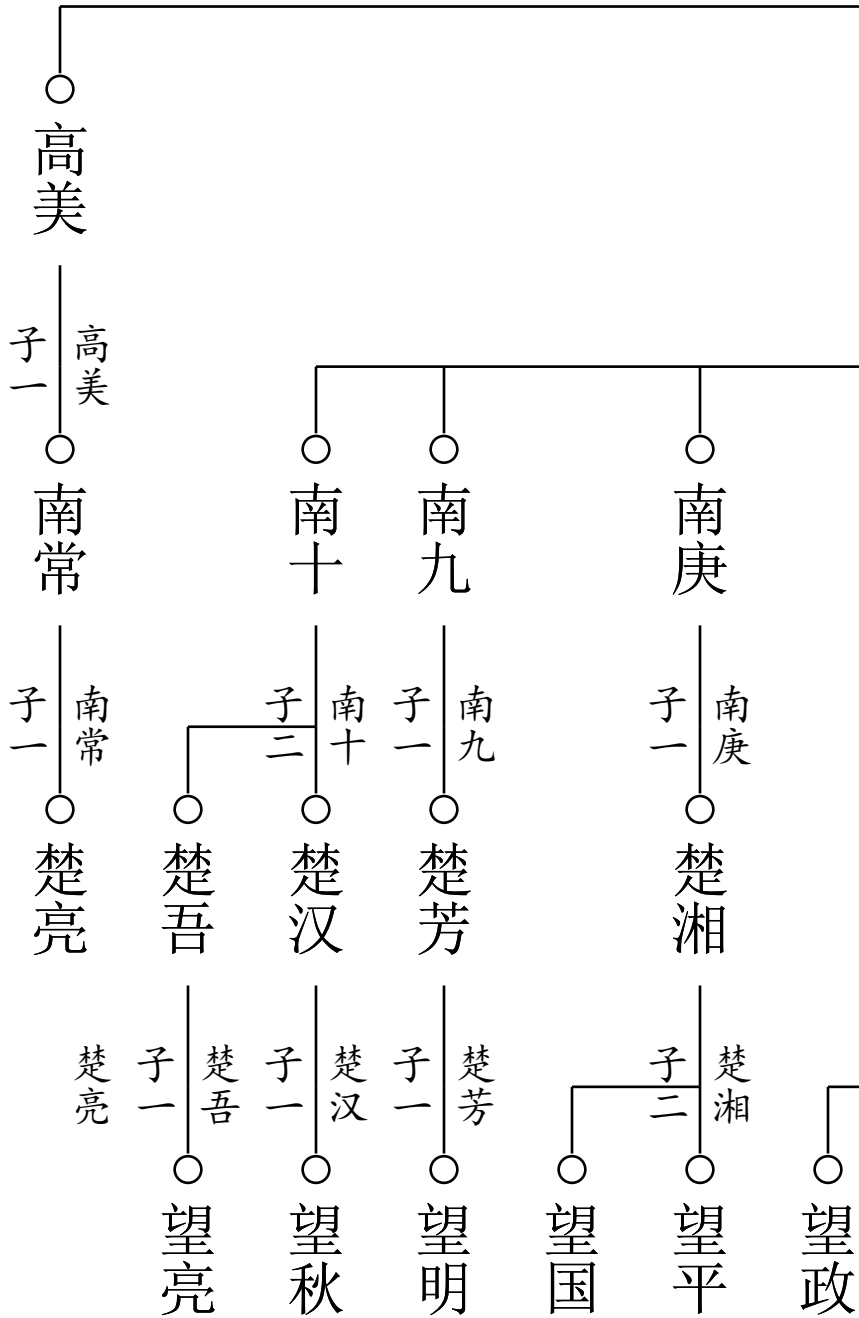 高美
高美
子一
南庚
南九
南十
南常
南庚
子一
南九
子一
南十
子二
南常
子一
楚湘
楚芳
楚汉
楚吾
楚亮
楚湘
子二
楚芳
子一
楚汉
子一
楚吾
子一
楚亮
望政
望平
望国
望明
望秋
望亮